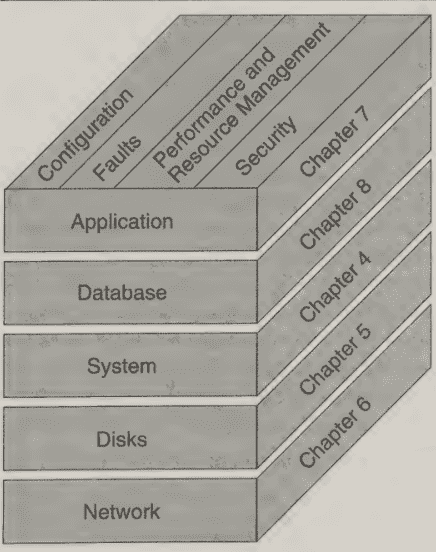 Configuration
Faults
Performance and
Resource Management
Security
Application
Chapter 7
Database
Chapter 8
System
Chapter 4
Disks
Chapter 5
Network
Chapter 6